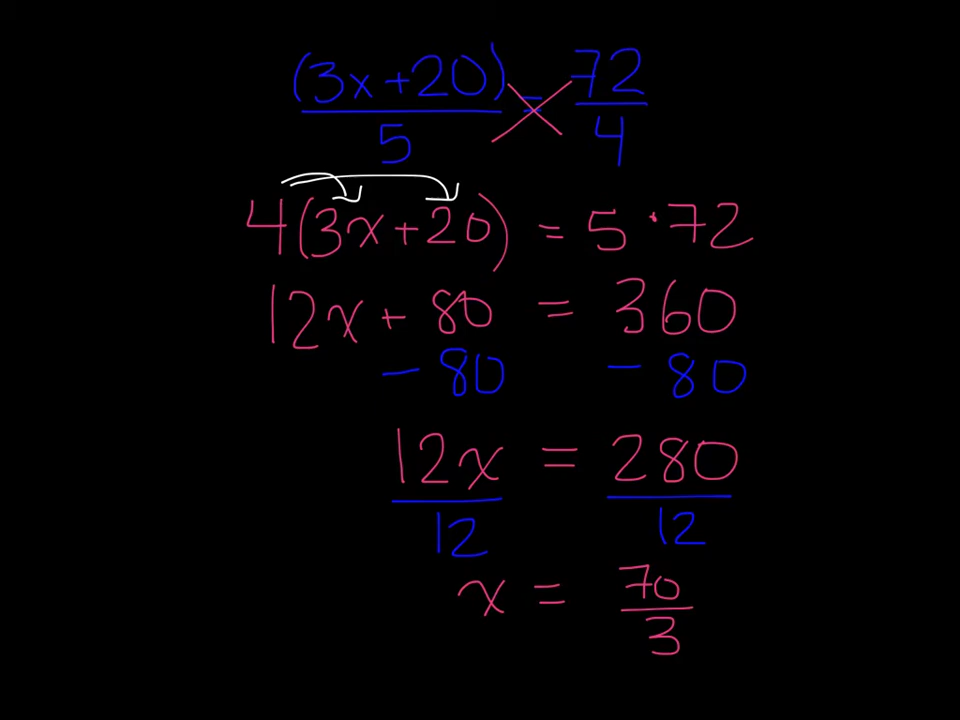 (3x+20)/5 = 72/4
4(3x+20) = 5·72
12x + 80 = 360
- 80 - 80
12x = 280
12 12
x = 70/3